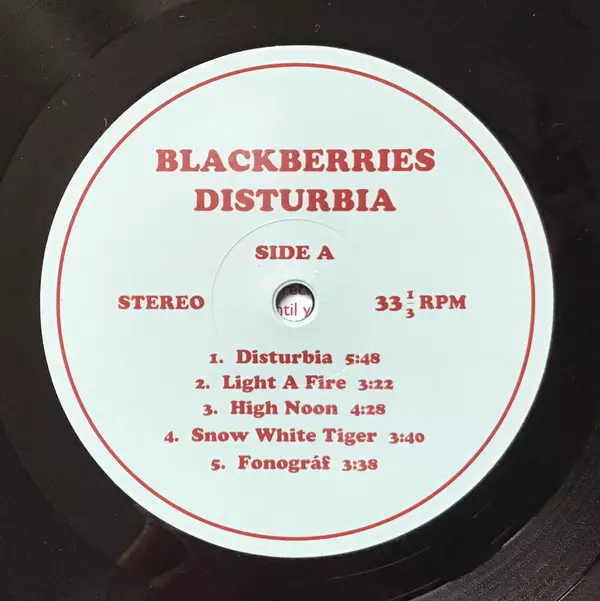 BLACKBERRIES
DISTURBIA
SIDE A
STEREO
33 1/3 RPM
ntil y
1. Disturbia 5:48
2. Light A Fire 3:22
3. High Noon 4:28
4. Snow White Tiger 3:40
5. Fonográf 3:38